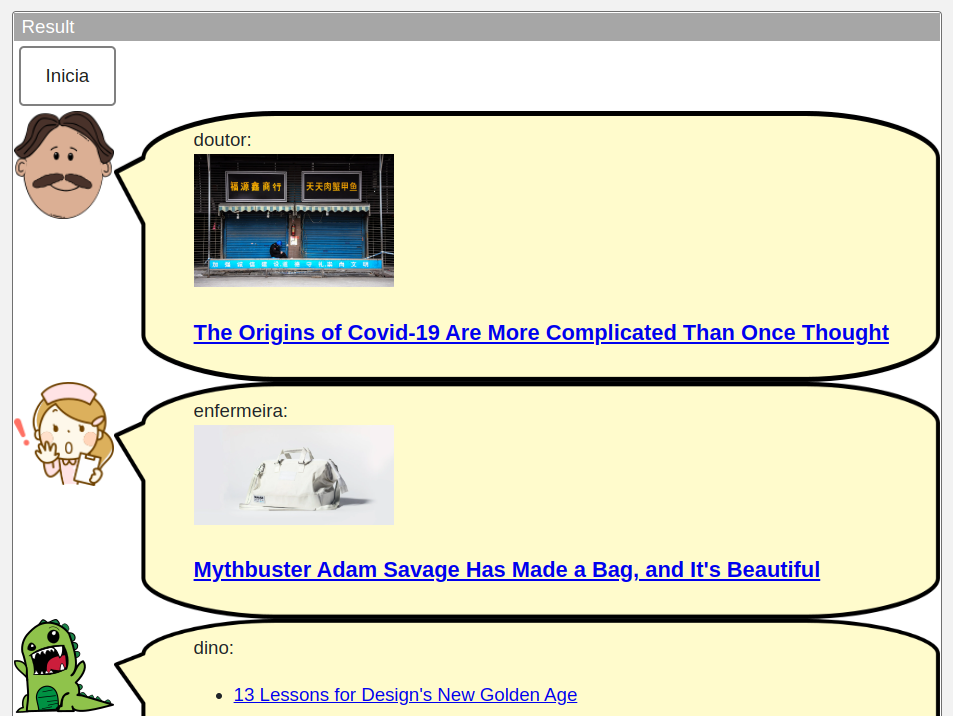 Result
Inicia
doutor:
福源鑫商行
天天肉蟹甲鱼
The Origins of Covid-19 Are More Complicated Than Once Thought
enfermeira:
Mythbuster Adam Savage Has Made a Bag, and It's Beautiful
dino:
13 Lessons for Design's New Golden Age